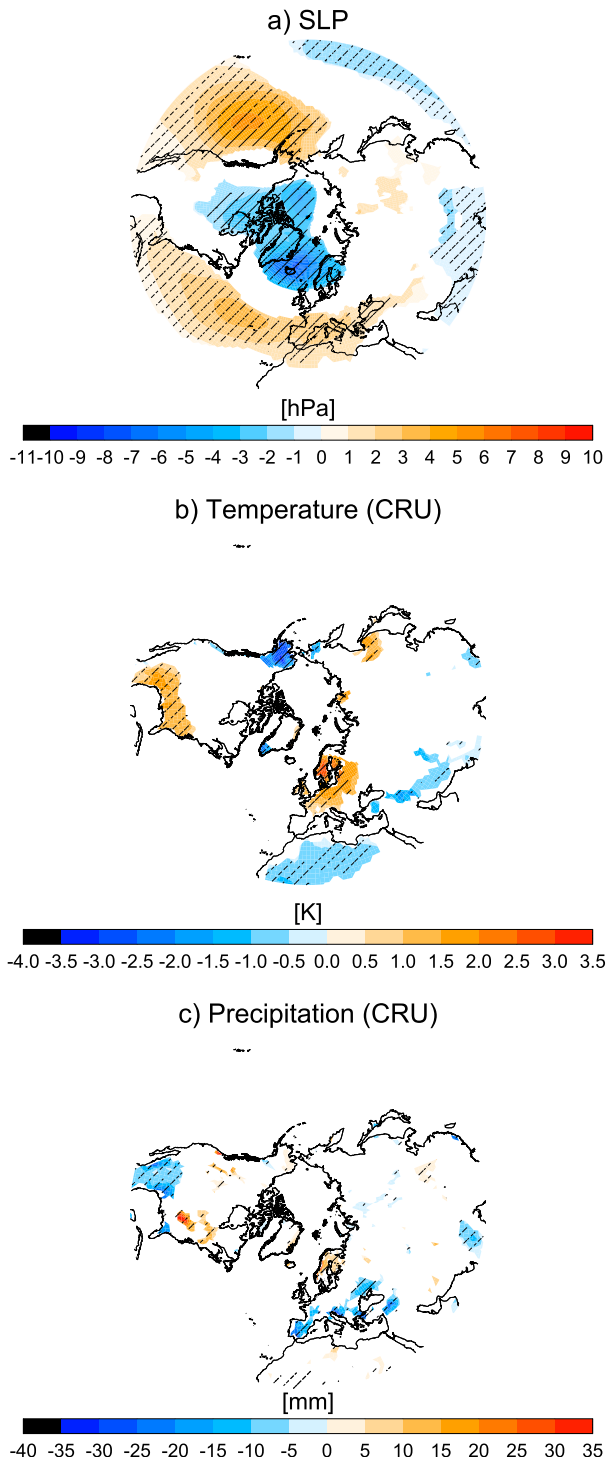 a) SLP
[hPa]
-11-10 -9 -8 -7 -6 -5 -4 -3 -2 -1 0 1 2 3 4 5 6 7 8 9 10
b) Temperature (CRU)
[K]
-4.0 -3.5 -3.0 -2.5 -2.0 -1.5 -1.0 -0.5 0.0 0.5 1.0 1.5 2.0 2.5 3.0 3.5
c) Precipitation (CRU)
[mm]
-40 -35 -30 -25 -20 -15 -10 -5 0 5 10 15 20 25 30 35